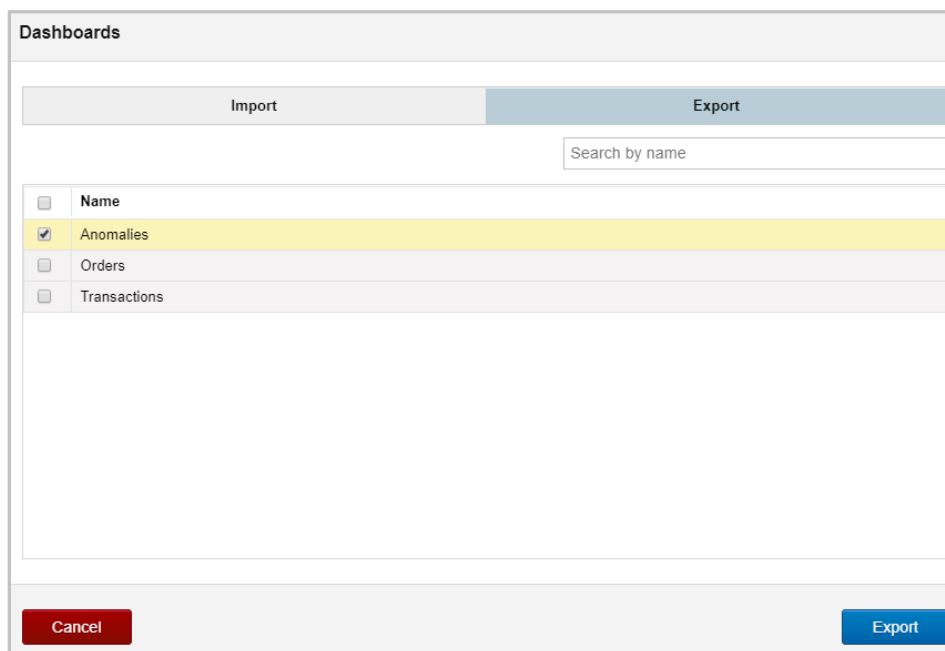 Dashboards
Import Export
Search by name
Name
Anomalies
Orders
Transactions
Cancel Export